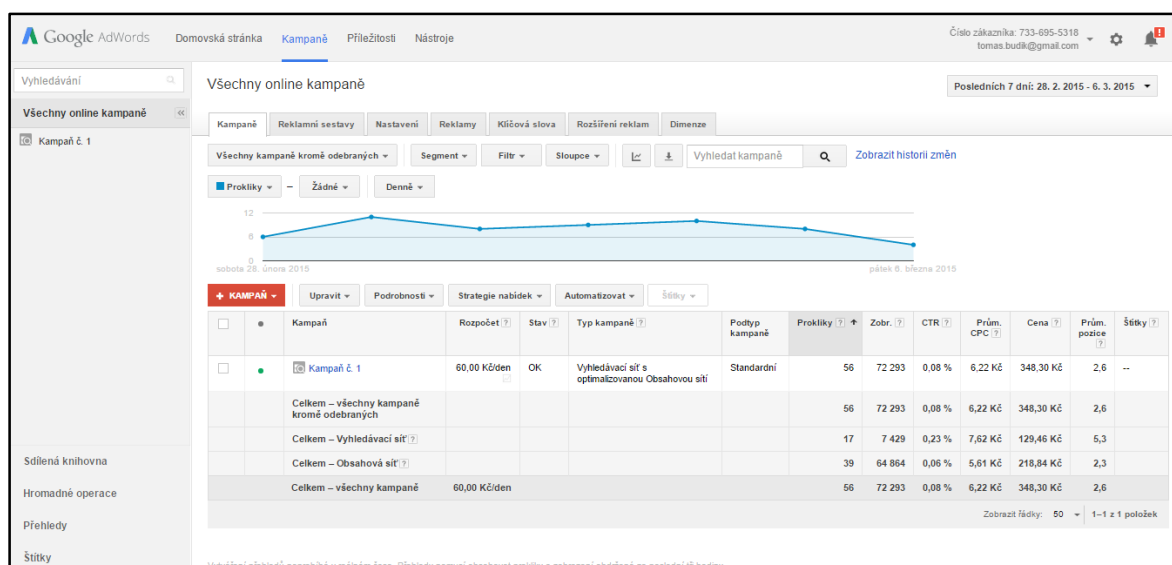 Google AdWords
Domovská stránka Kampaně Příležitosti Nástroje
Číslo zákazníka: 733-695-5318
tomas.budik@gmail.com
!
Vyhledávání
Všechny online kampaně
Kampaň č. 1
Sdílená knihovna
Hromadné operace
Přehledy
Štítky
Všechny online kampaně
Posledních 7 dní: 28. 2. 2015 - 6. 3. 2015
Kampaně Reklamní sestavy Nastavení Reklamy Klíčová slova Rozšíření reklam Dimenze
Všechny kampaně kromě odebraných Segment Filtr Sloupce Vyhledat kampaně Zobrazit historii změn
Prokliky – Žádné Denně
12
6
0
sobota 28. února 2015 pátek 6. března 2015
+ KAMPAŇ Upravit Podrobnosti Strategie nabídek Automatizovat Štítky
Kampaň Rozpočet ? Stav ? Typ kampaně ? Podtyp kampaně Prokliky ? Zobr. ? CTR ? Prům. CPC ? Cena ? Prům. pozice ? Štítky ?
Kampaň č. 1 60,00 Kč/den OK Vyhledávací síť s optimalizovanou Obsahovou sítí Standardní 56 72 293 0,08 % 6,22 Kč 348,30 Kč 2,6 --
Celkem – všechny kampaně kromě odebraných 56 72 293 0,08 % 6,22 Kč 348,30 Kč 2,6
Celkem – Vyhledávací síť ? 17 7 429 0,23 % 7,62 Kč 129,46 Kč 5,3
Celkem – Obsahová síť ? 39 64 864 0,06 % 5,61 Kč 218,84 Kč 2,3
Celkem – všechny kampaně 60,00 Kč/den 56 72 293 0,08 % 6,22 Kč 348,30 Kč 2,6
Zobrazit řádky: 50 1–1 z 1 položek